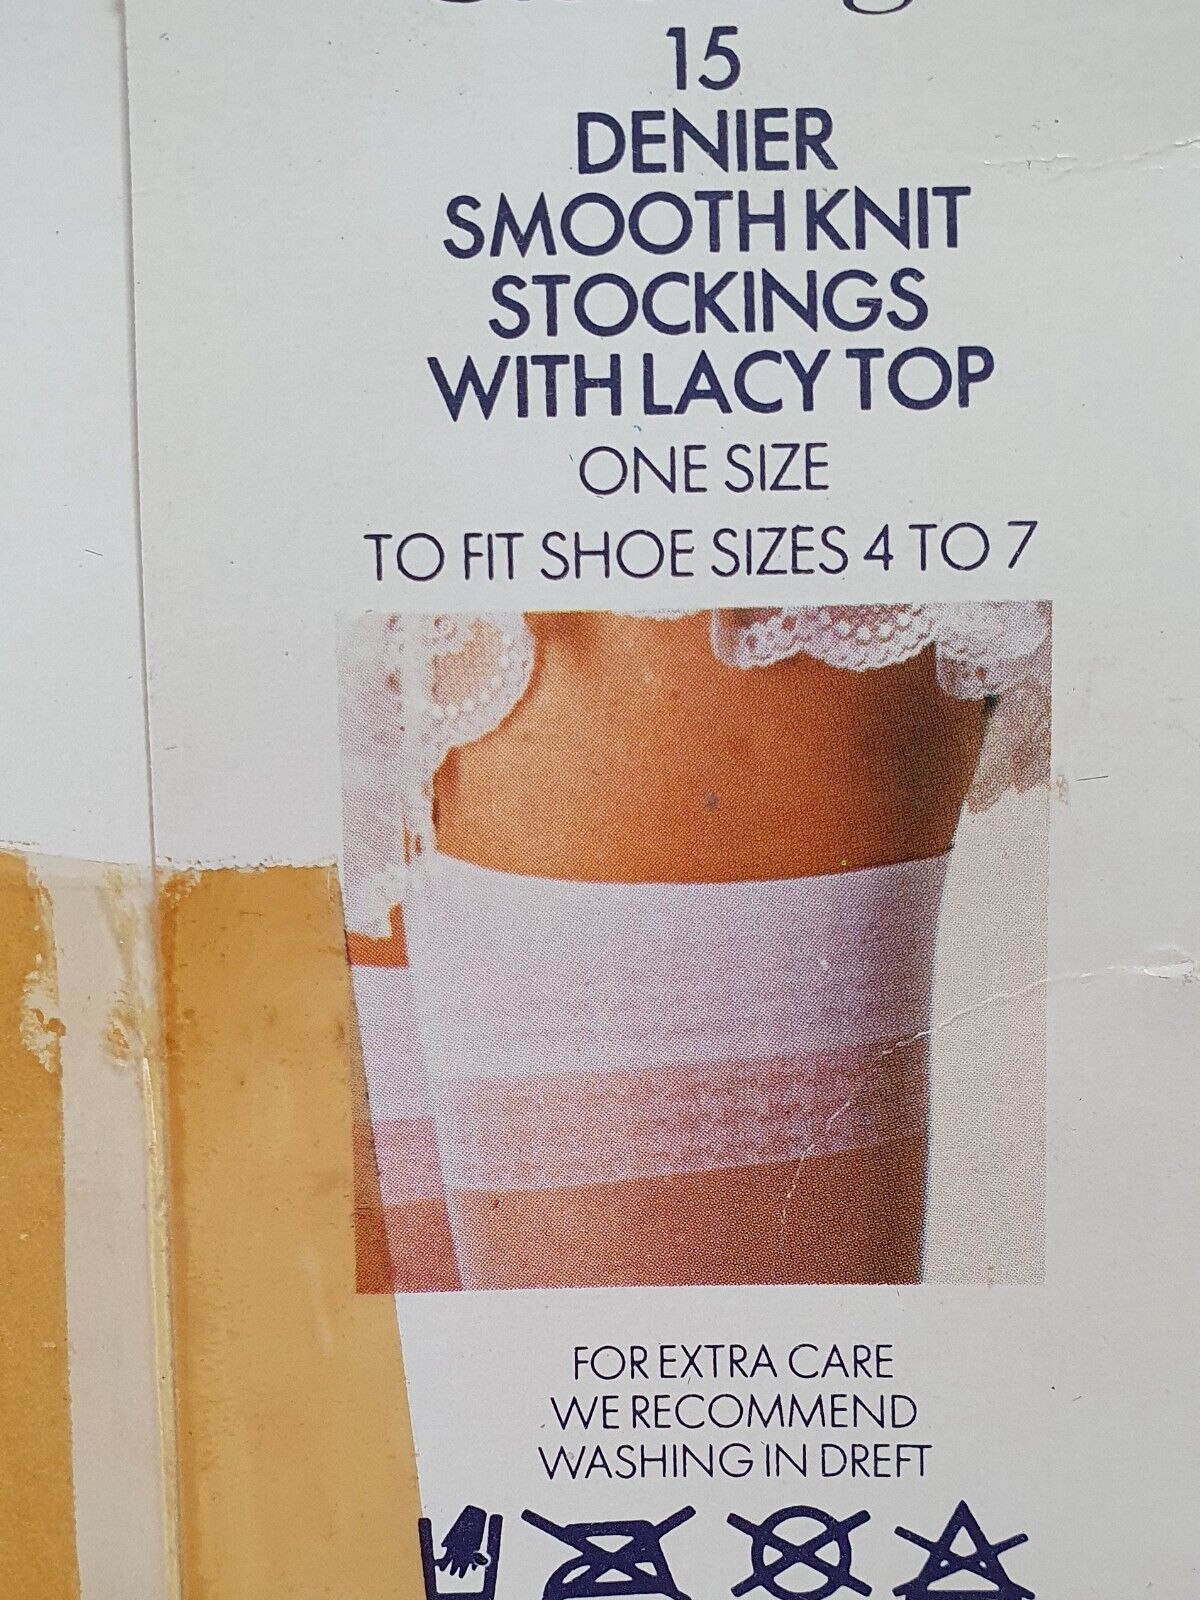 15
DENIER
SMOOTH KNIT
STOCKINGS
WITH LACY TOP
ONE SIZE
TO FIT SHOE SIZES 4 TO 7
FOR EXTRA CARE
WE RECOMMEND
WASHING IN DREFT